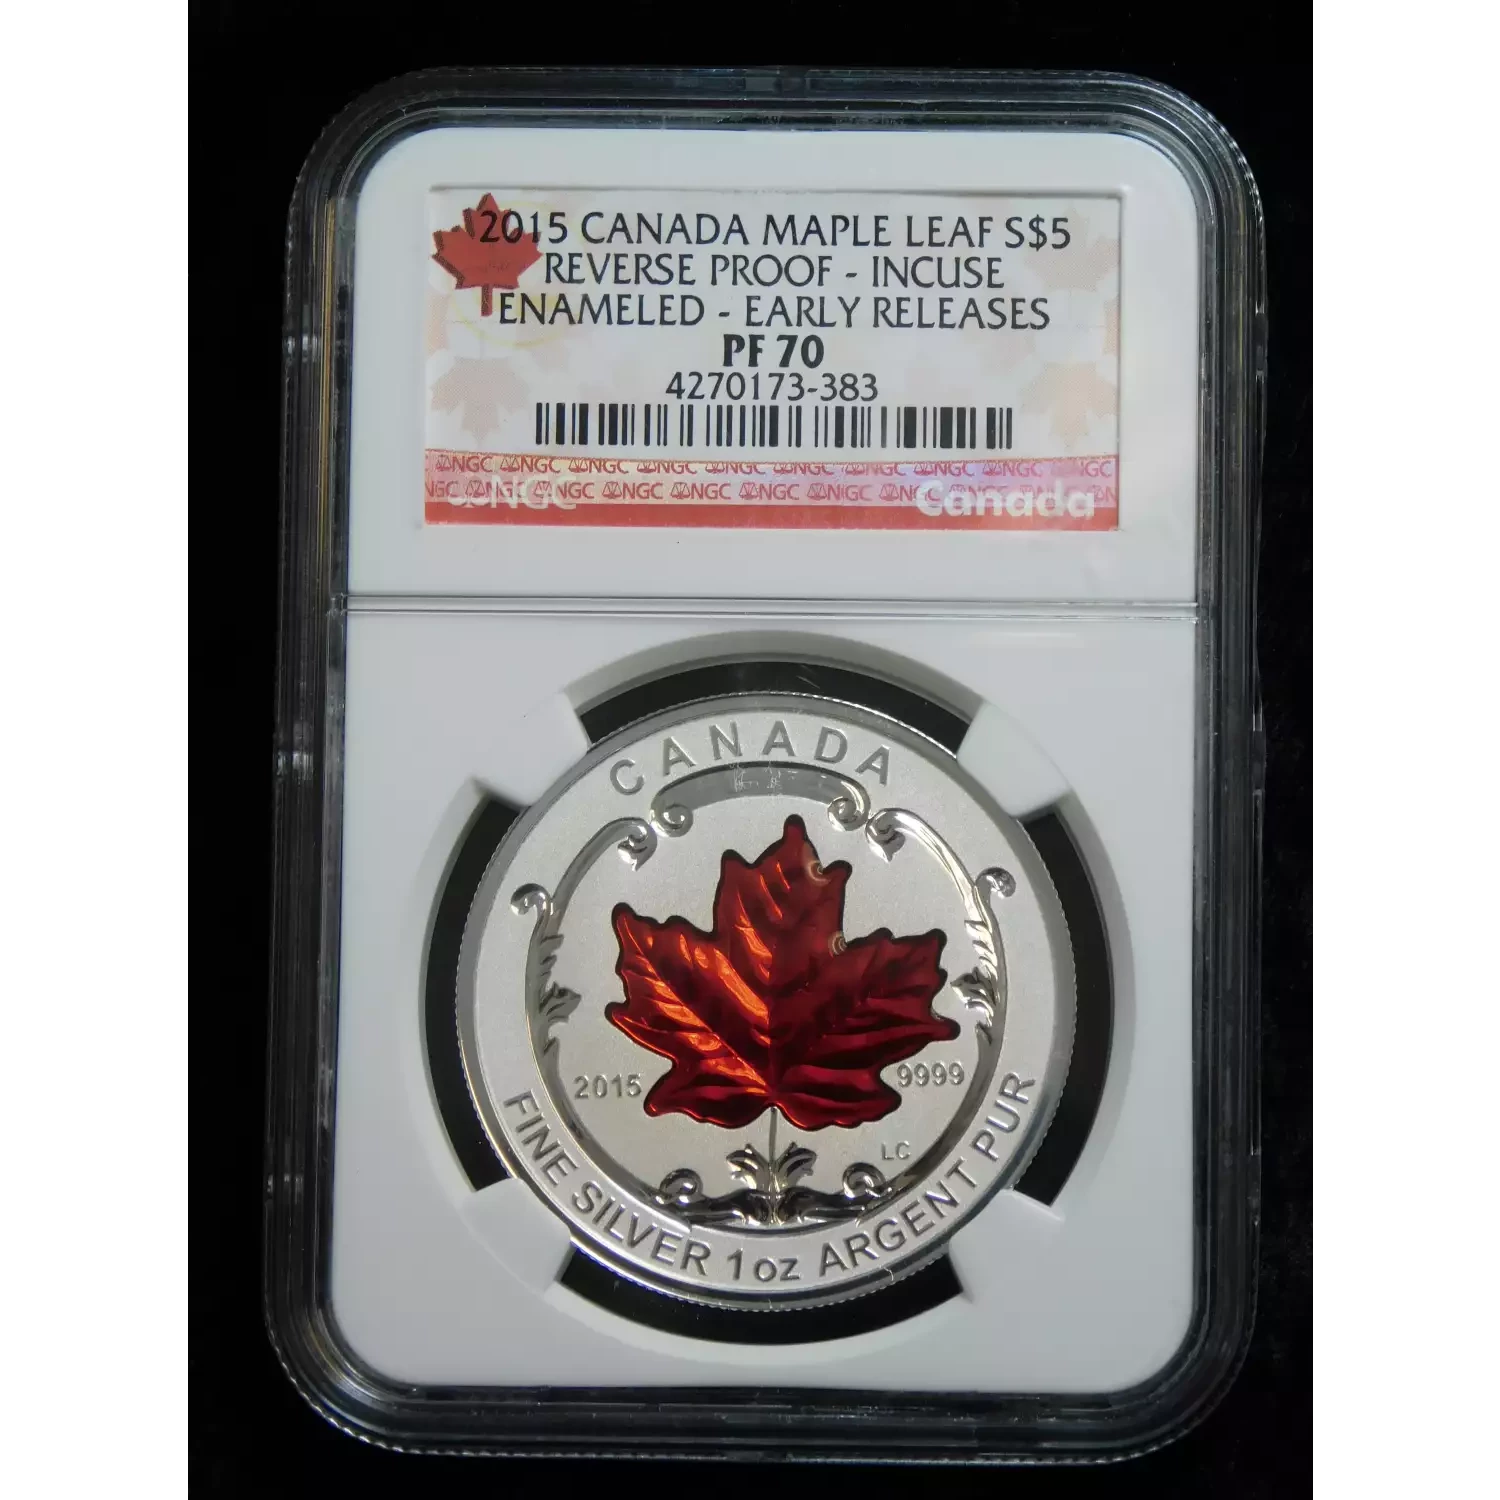 2015 CANADA MAPLE LEAF S$5
REVERSE PROOF - INCUSE
ENAMELED - EARLY RELEASES
PF 70
4270173-383
NGC NGC NGC NGC NGC NGC NGC NGC NGC NGC
NGC NGC NGC NGC NGC NGC NGC NGC
NGC Canada
CANADA
2015 9999
LC
FINE SILVER 1 OZ ARGENT PUR